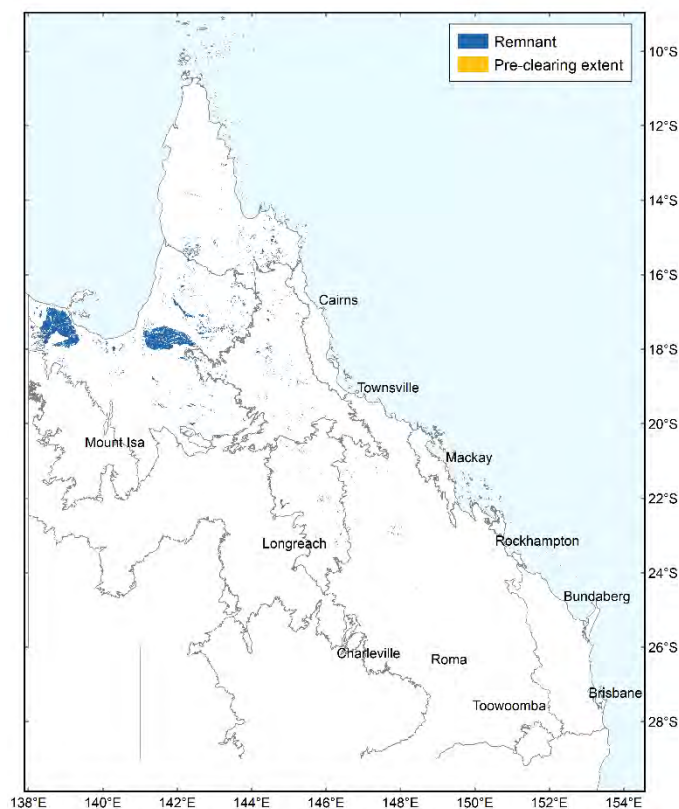 Remnant
Pre-clearing extent
10°S
12°S
14°S
16°S
Cairns
18°S
Townsville
20°S
Mount Isa
Mackay
22°S
Longreach
Rockhampton
24°S
Bundaberg
26°S
Charleville
Roma
Brisbane
Toowoomba
28°S
138°E
140°E
142°E
144°E
146°E
148°E
150°E
152°E
154°E